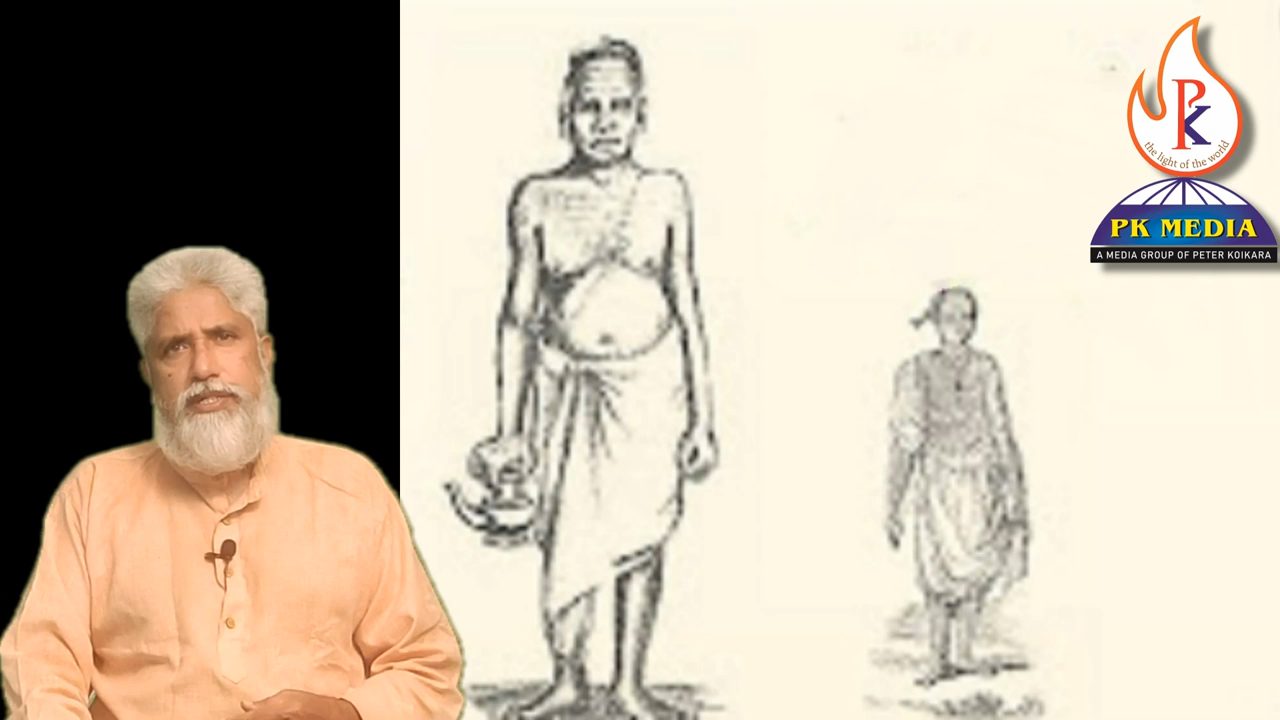 PK
the light of the world
PK MEDIA
A MEDIA GROUP OF PETER KOIKARA